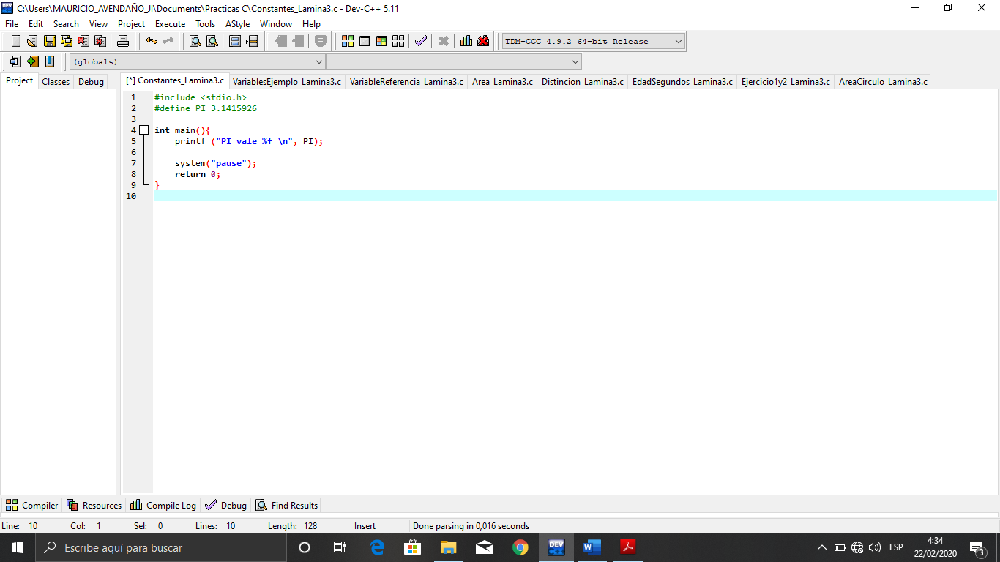 C:\Users\MAURICIO_AVENDAÑO_JI\Documents\Practicas C\Constantes_Lamina3.c - Dev-C++ 5.11
File Edit Search View Project Execute Tools AStyle Window Help
TDM-GCC 4.9.2 64-bit Release
(globals)
Project Classes Debug
[*] Constantes_Lamina3.c VariablesEjemplo_Lamina3.c VariableReferencia_Lamina3.c Area_Lamina3.c Distincion_Lamina3.c EdadSegundos_Lamina3.c Ejercicio1y2_Lamina3.c AreaCirculo_Lamina3.c
1 #include <stdio.h>
2 #define PI 3.1415926
3
4 int main(){
5 printf ("PI vale %f \n", PI);
6
7 system("pause");
8 return 0;
9 }
10
Compiler Resources Compile Log Debug Find Results
Line: 10 Col: 1 Sel: 0 Lines: 10 Length: 128 Insert Done parsing in 0,016 seconds
Escribe aquí para buscar
DEV
ESP
4:34
22/02/2020
3